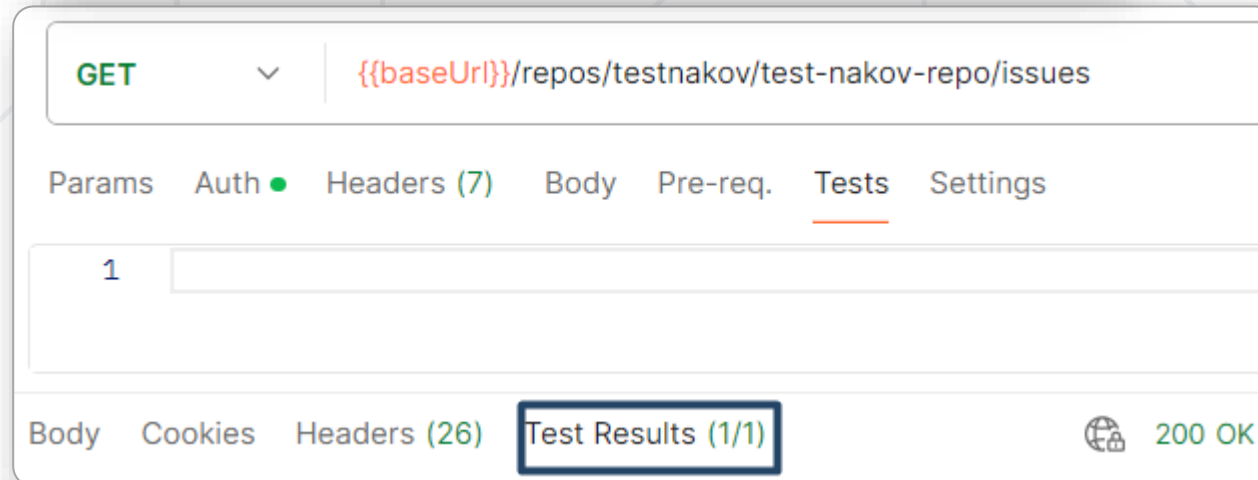 GET {{baseUrl}}/repos/testnakov/test-nakov-repo/issues
Params Auth Headers (7) Body Pre-req. Tests Settings
1
Body Cookies Headers (26) Test Results (1/1) 200 OK